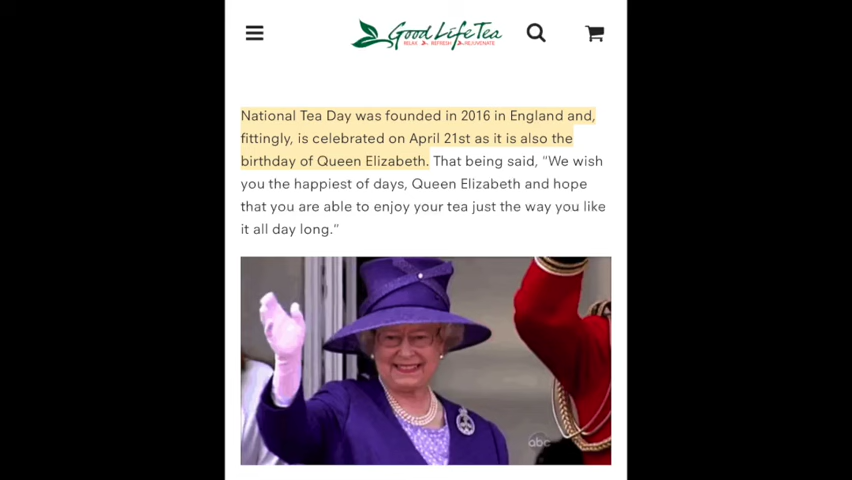 Good Life Tea
RELAX REFRESH REJUVENATE
National Tea Day was founded in 2016 in England and,
fittingly, is celebrated on April 21st as it is also the
birthday of Queen Elizabeth. That being said, "We wish
you the happiest of days, Queen Elizabeth and hope
that you are able to enjoy your tea just the way you like
it all day long."
abc